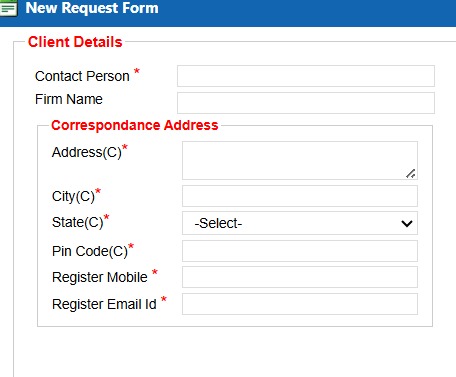 New Request Form
Client Details
Contact Person *
Firm Name
Correspondance Address
Address(C)*
City(C)*
State(C)* -Select-
Pin Code(C)*
Register Mobile *
Register Email Id *